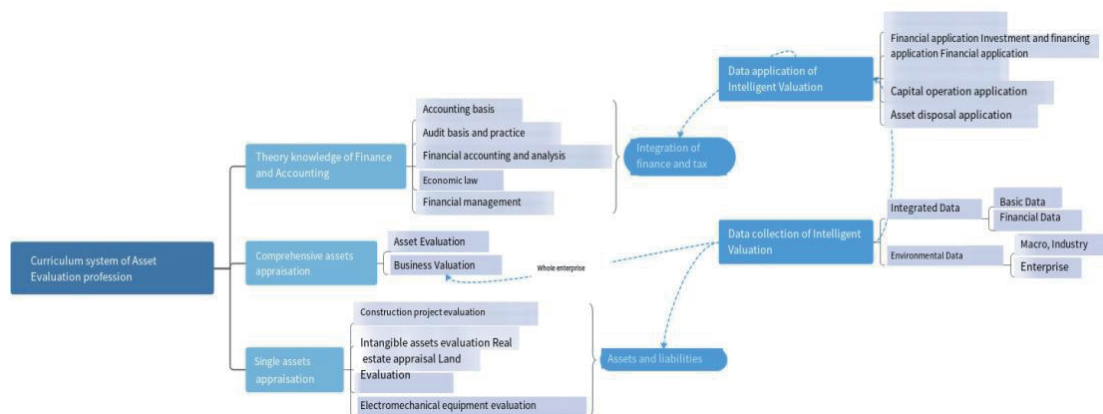 Curriculum system of Asset
Evaluation profession
Theory knowledge of Finance
and Accounting
Accounting basis
Audit basis and practice
Financial accounting and analysis
Economic law
Financial management
Integration of
finance and tax
Comprehensive assets
appraisation
Asset Evaluation
Business Valuation
Whole enterprise
Single assets
appraisation
Construction project evaluation
Intangible assets evaluation Real
estate appraisal Land
Evaluation
Electromechanical equipment evaluation
Assets and liabilities
Data application of
Intelligent Valuation
Financial application Investment and financing
application Financial application
Capital operation application
Asset disposal application
Data collection of Intelligent
Valuation
Integrated Data
Basic Data
Financial Data
Environmental Data
Macro, Industry
Enterprise